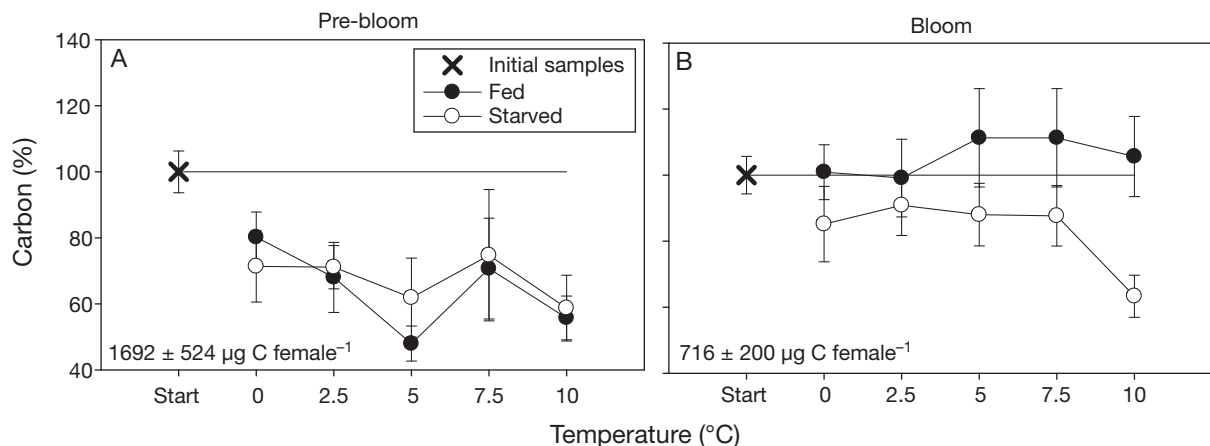 Pre-bloom
Bloom
A
B
Initial samples
Fed
Starved
Carbon (%)
140
120
100
80
60
40
1692 ± 524 µg C female⁻¹
716 ± 200 µg C female⁻¹
Start 0 2.5 5 7.5 10
Start 0 2.5 5 7.5 10
Temperature (°C)